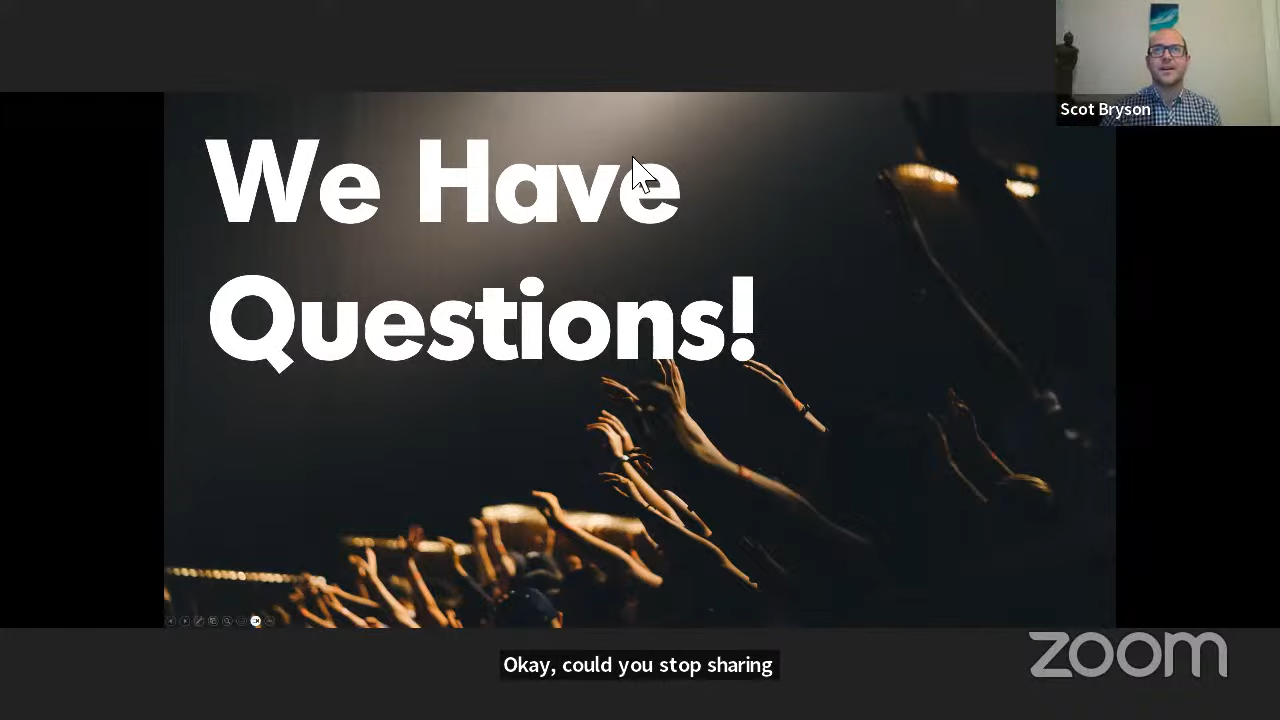 Scot Bryson
We Have
Questions!
Okay, could you stop sharing
zoom